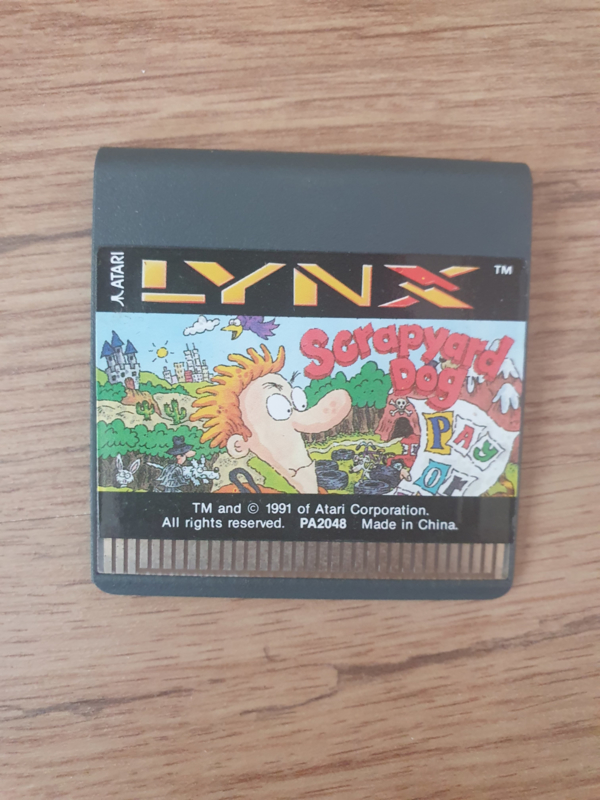 ATARI
LYNX TM
Scrapyard
Dog
PAY
or
TM and © 1991 of Atari Corporation.
All rights reserved. PA2048 Made in China.